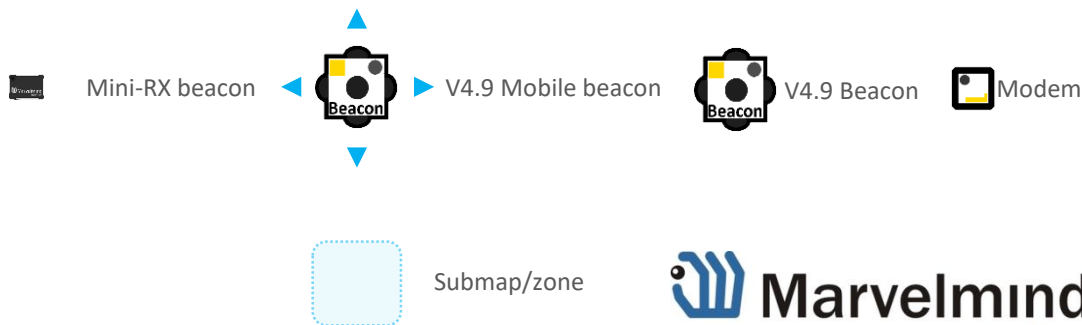 Mini-RX beacon
Beacon
V4.9 Mobile beacon
Beacon
V4.9 Beacon
Modem
Submap/zone
Marvelmind